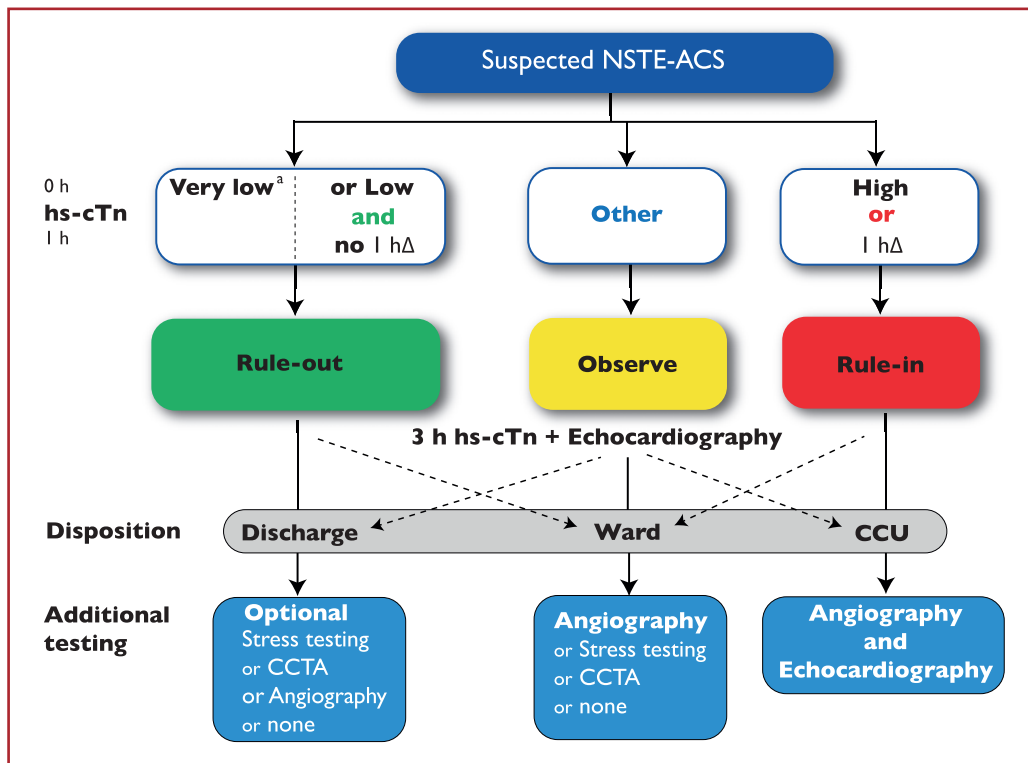 Suspected NSTE-ACS
0 h
hs-cTn
1 h
Very lowᵃ
or Low
and
no 1 hΔ
Other
High
or
1 hΔ
Rule-out
Observe
Rule-in
3 h hs-cTn + Echocardiography
Disposition
Discharge
Ward
CCU
Additional
testing
Optional
Stress testing
or CCTA
or Angiography
or none
Angiography
or Stress testing
or CCTA
or none
Angiography
and
Echocardiography